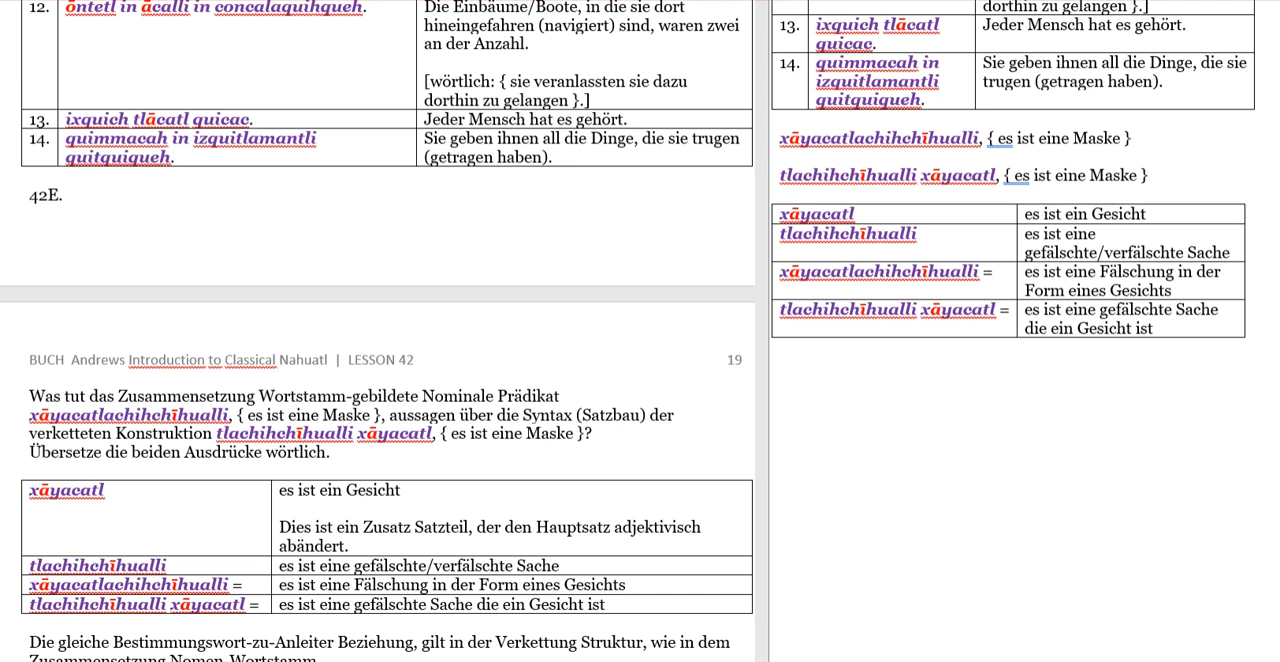 12. ōntetl in ācalli in concalaquihqueh. Die Einbäume/Boote, in die sie dort
hineingefahren (navigiert) sind, waren zwei
an der Anzahl.
[wörtlich: { sie veranlassten sie dazu
dorthin zu gelangen }.]
13. ixquich tlācatl quicac. Jeder Mensch hat es gehört.
14. quimmacah in izquitlamantli Sie geben ihnen all die Dinge, die sie trugen
quitquiqueh. (getragen haben).
42E.
BUCH Andrews Introduction to Classical Nahuatl | LESSON 42 19
Was tut das Zusammensetzung Wortstamm-gebildete Nominale Prädikat
xāyacatlachihchīhualli, { es ist eine Maske }, aussagen über die Syntax (Satzbau) der
verketteten Konstruktion tlachihchīhualli xāyacatl, { es ist eine Maske }?
Übersetze die beiden Ausdrücke wörtlich.
xāyacatl es ist ein Gesicht
Dies ist ein Zusatz Satzteil, der den Hauptsatz adjektivisch
abändert.
tlachihchīhualli es ist eine gefälschte/verfälschte Sache
xāyacatlachihchīhualli = es ist eine Fälschung in der Form eines Gesichts
tlachihchīhualli xāyacatl = es ist eine gefälschte Sache die ein Gesicht ist
Die gleiche Bestimmungswort-zu-Anleiter Beziehung, gilt in der Verkettung Struktur, wie in dem
Zusammensetzung Nomen-Wortstamm.
dorthin zu gelangen }.]
13. ixquich tlācatl Jeder Mensch hat es gehört.
quicac.
14. quimmacah in Sie geben ihnen all die Dinge, die sie
izquitlamantli trugen (getragen haben).
quitquiqueh.
xāyacatlachihchīhualli, { es ist eine Maske }
tlachihchīhualli xāyacatl, { es ist eine Maske }
xāyacatl es ist ein Gesicht
tlachihchīhualli es ist eine
gefälschte/verfälschte Sache
xāyacatlachihchīhualli = es ist eine Fälschung in der
Form eines Gesichts
tlachihchīhualli xāyacatl = es ist eine gefälschte Sache
die ein Gesicht ist